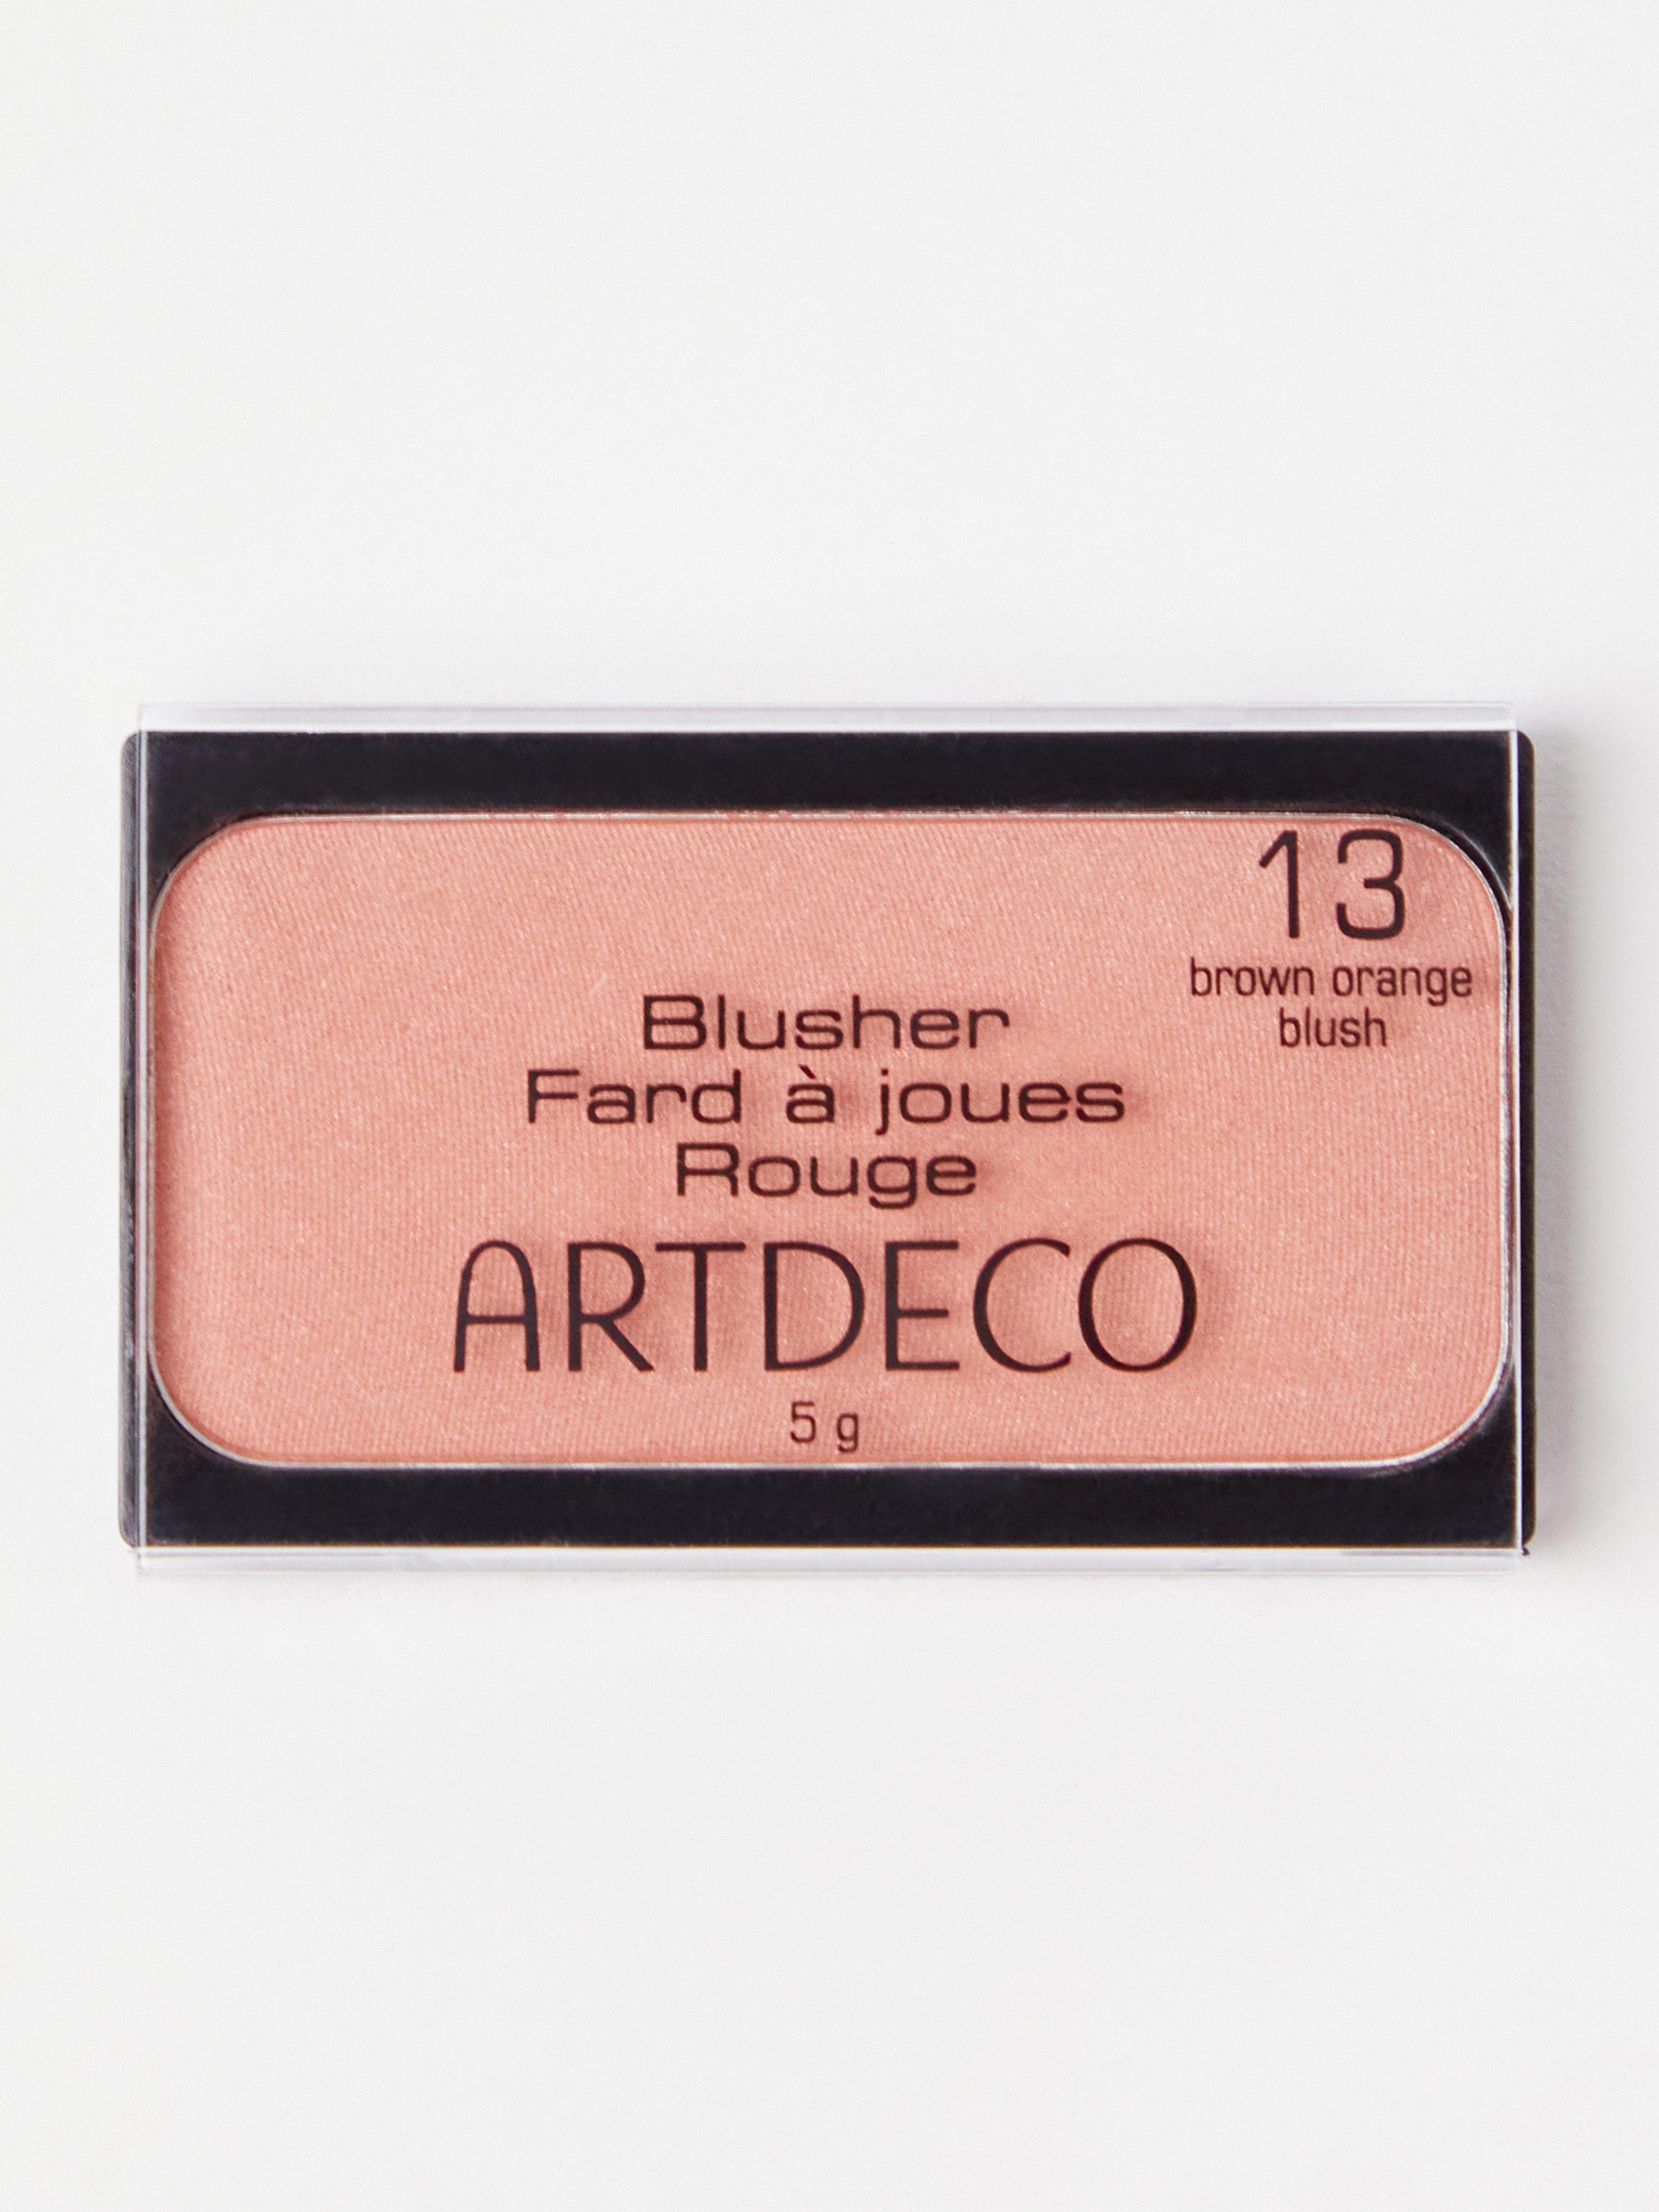 13
brown orange
blush
Blusher
Fard à joues
Rouge
ARTDECO
5 g